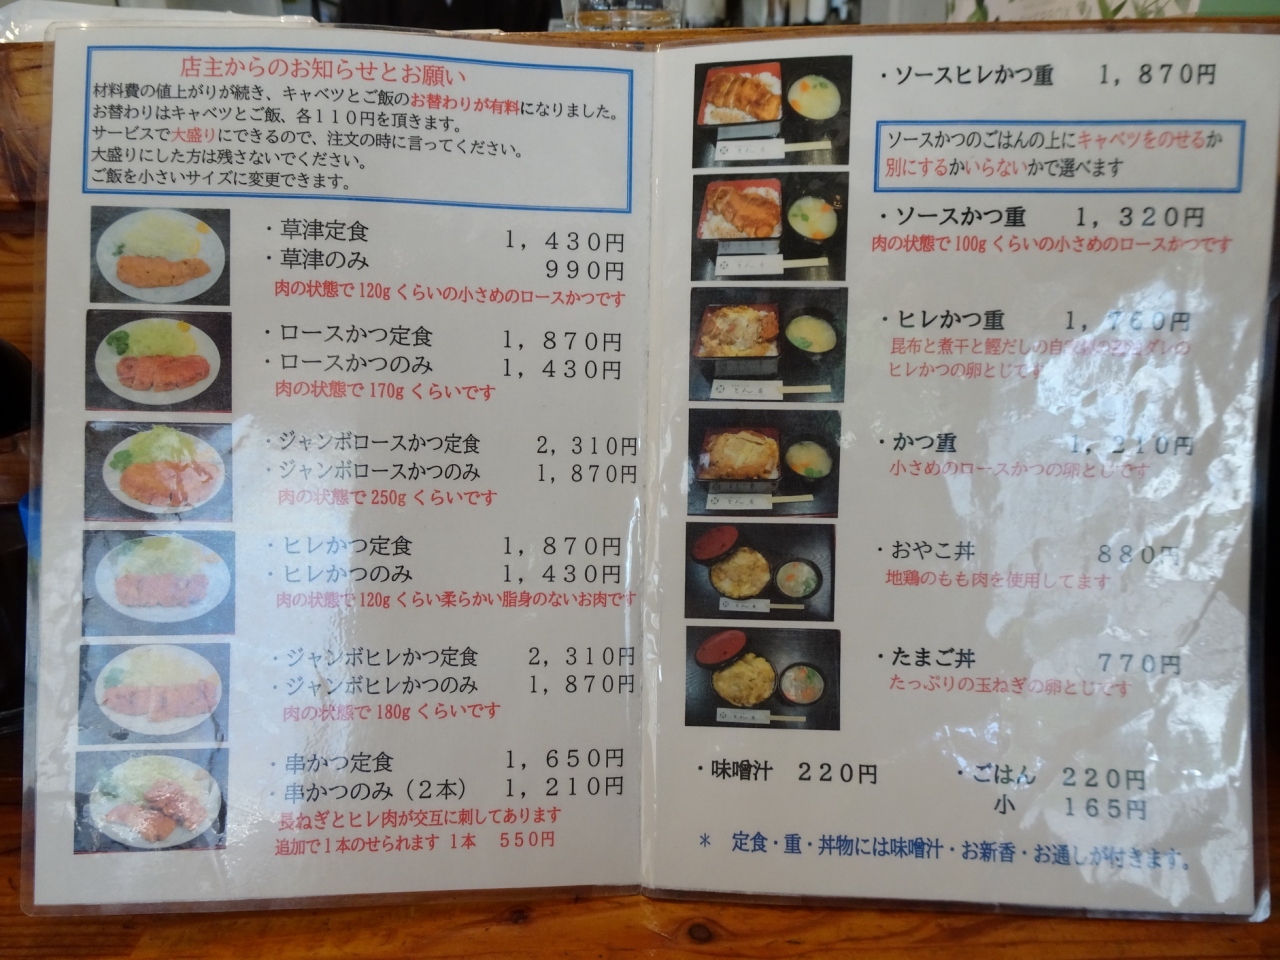 店主からのお知らせとお願い
材料費の値上がりが続き、キャベツとご飯のお替わりが有料になりました。
お替わりはキャベツとご飯、各１１０円を頂きます。
サービスで大盛りにできるので、注文の時に言ってください。
大盛りにした方は残さないでください。
ご飯を小さいサイズに変更できます。
・草津定食 １，４３０円
・草津のみ ９９０円
肉の状態で120gくらいの小さめのロースかつです
・ロースかつ定食 １，８７０円
・ロースかつのみ １，４３０円
肉の状態で170gくらいです
・ジャンボロースかつ定食 ２,３１０円
・ジャンボロースかつのみ １,８７０円
肉の状態で250gくらいです
・ヒレかつ定食 １，８７０円
・ヒレかつのみ １，４３０円
肉の状態で120gくらい柔らかい脂身のないお肉です
・ジャンボヒレかつ定食 ２,３１０円
・ジャンボヒレかつのみ １,８７０円
肉の状態で180gくらいです
・串かつ定食 １，６５０円
・串かつのみ（２本） １，２１０円
長ねぎとヒレ肉が交互に刺してあります
追加で１本のせられます １本 ５５０円
・ソースヒレかつ重 １，８７０円
ソースかつのごはんの上にキャベツをのせるか
別にするかいらないかで選べます
・ソースかつ重 １，３２０円
肉の状態で100gくらいの小さめのロースかつです
・ヒレかつ重 １，７６０円
昆布と煮干と鰹だしの自
ヒレかつの卵とじです
・かつ重 １，２１０円
小さめのロースかつの卵とじです
・おやこ丼 ８８０円
地鶏のもも肉を使用してます
・たまご丼 ７７０円
たっぷりの玉ねぎの卵とじです
・味噌汁 ２２０円
・ごはん ２２０円
小 １６５円
＊ 定食・重・丼物には味噌汁・お新香・お通しが付きます。